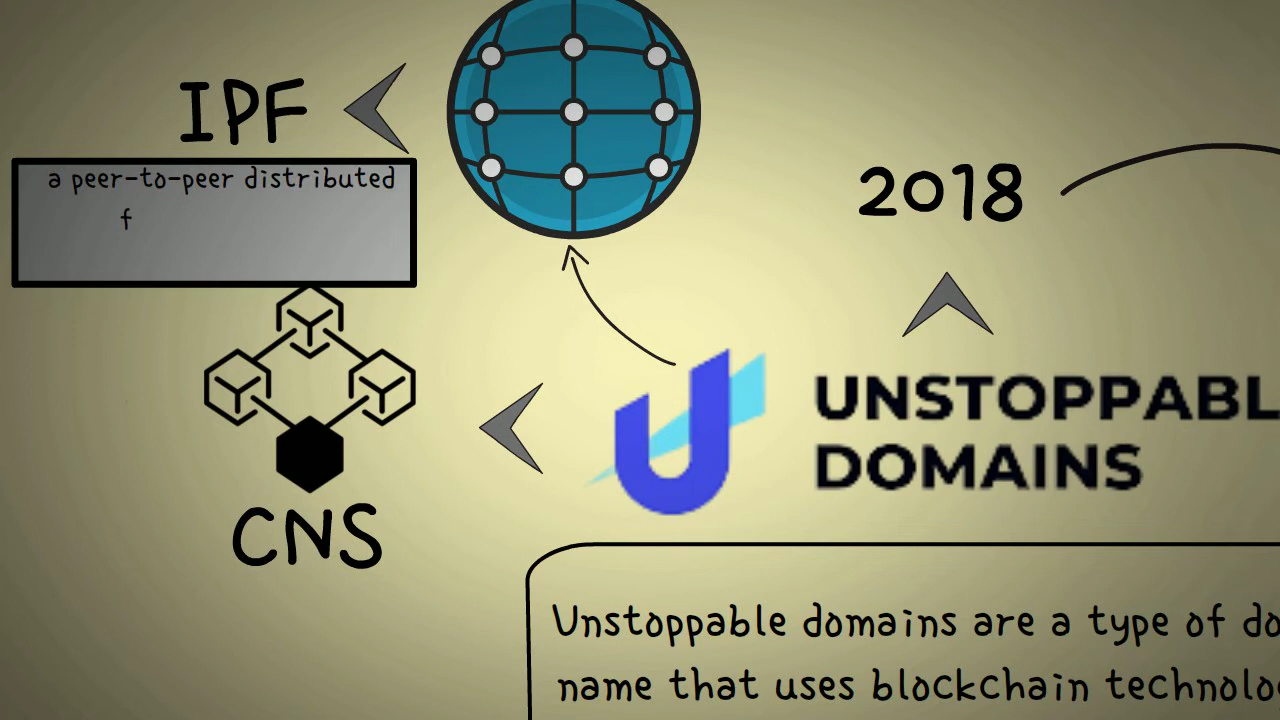 IPF
a peer-to-peer distributed
f
2018
UNSTOPPABL
DOMAINS
CNS
Unstoppable domains are a type of do
name that uses blockchain technolo